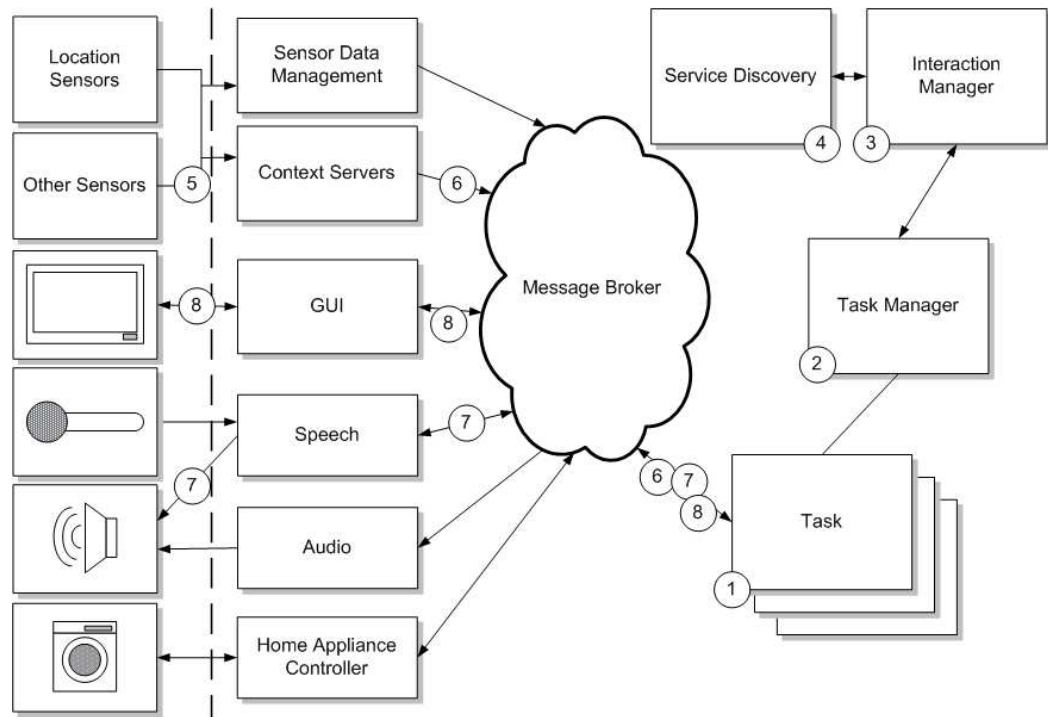 Location
Sensors
Sensor Data
Management
Service Discovery
Interaction
Manager
4
3
Other Sensors
5
Context Servers
6
Message Broker
Task Manager
2
8
GUI
8
Speech
7
7
6
7
8
Task
1
Audio
Home Appliance
Controller